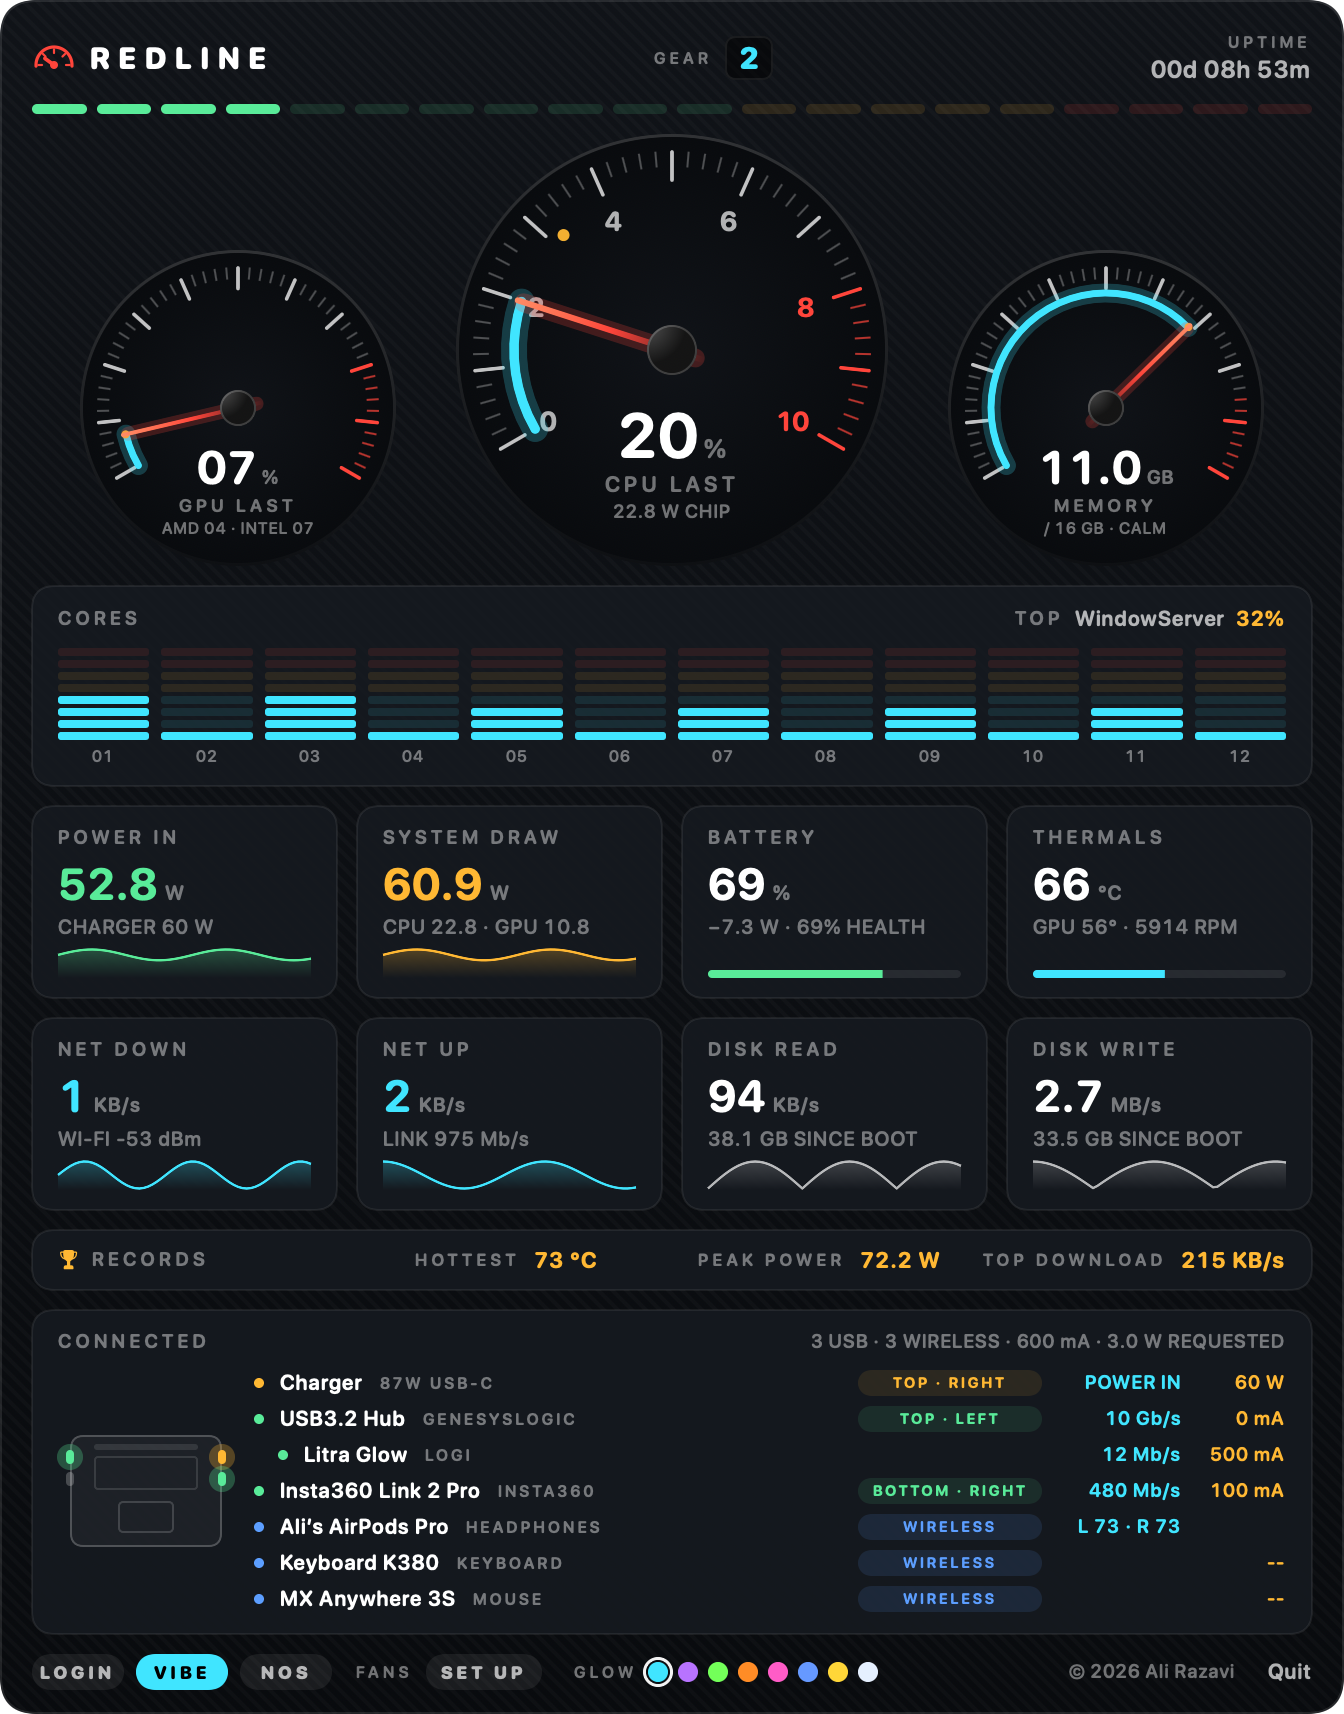 REDLINE
GEAR 2
UPTIME
00d 08h 53m
4 6
2 8
0 10
20 %
CPU LAST
22.8 W CHIP
07 %
GPU LAST
AMD 04 · INTEL 07
11.0 GB
MEMORY
/ 16 GB · CALM
CORES TOP WindowServer 32%
01 02 03 04 05 06 07 08 09 10 11 12
POWER IN
52.8 W
CHARGER 60 W
SYSTEM DRAW
60.9 W
CPU 22.8 · GPU 10.8
BATTERY
69 %
−7.3 W · 69% HEALTH
THERMALS
66 °C
GPU 56° · 5914 RPM
NET DOWN
1 KB/s
WI-FI -53 dBm
NET UP
2 KB/s
LINK 975 Mb/s
DISK READ
94 KB/s
38.1 GB SINCE BOOT
DISK WRITE
2.7 MB/s
33.5 GB SINCE BOOT
RECORDS HOTTEST 73 °C PEAK POWER 72.2 W TOP DOWNLOAD 215 KB/s
CONNECTED 3 USB · 3 WIRELESS · 600 mA · 3.0 W REQUESTED
Charger 87W USB-C TOP · RIGHT POWER IN 60 W
USB3.2 Hub GENESYSLOGIC TOP · LEFT 10 Gb/s 0 mA
Litra Glow LOGI 12 Mb/s 500 mA
Insta360 Link 2 Pro INSTA360 BOTTOM · RIGHT 480 Mb/s 100 mA
Ali's AirPods Pro HEADPHONES WIRELESS L 73 · R 73
Keyboard K380 KEYBOARD WIRELESS --
MX Anywhere 3S MOUSE WIRELESS --
LOGIN VIBE NOS FANS SET UP GLOW © 2026 Ali Razavi Quit